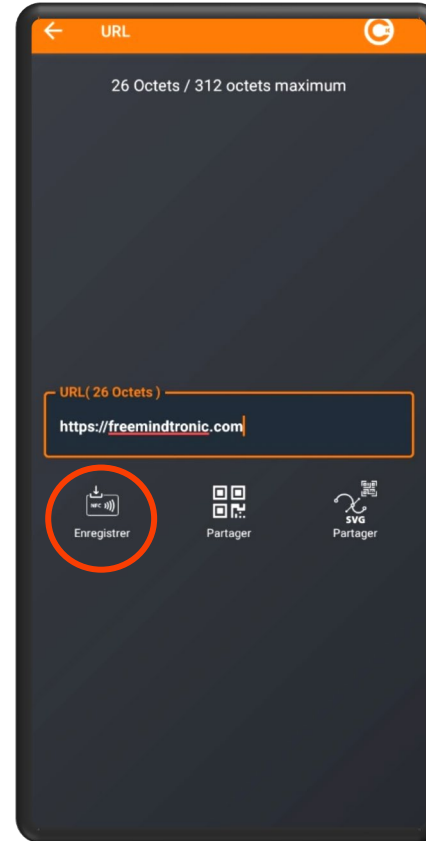 URL
26 Octets / 312 octets maximum
URL( 26 Octets )
https://freemindtronic.com
NFC
SVG
Enregistrer
Partager
Partager